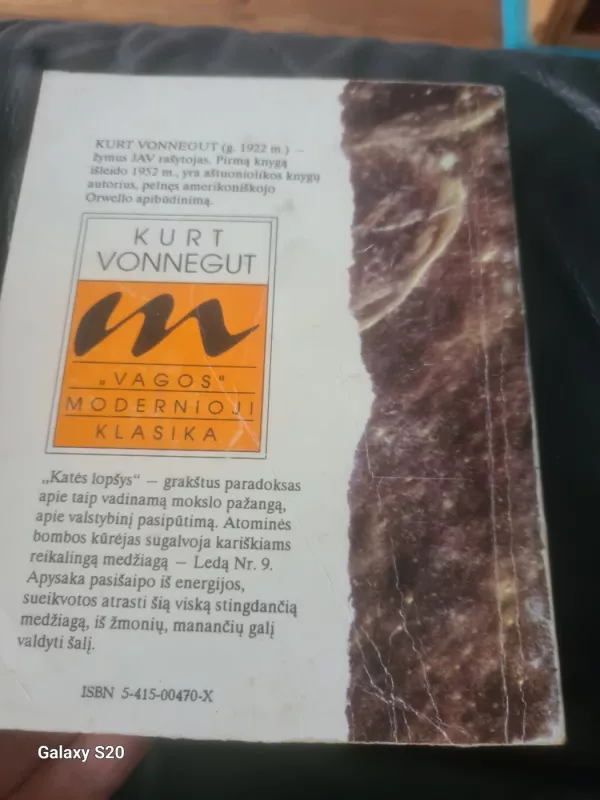 KURT VONNEGUT (g. 1922 m.) –
žymus JAV rašytojas. Pirmą knygą
išleido 1952 m., yra aštuoniolikos knygų
autorius, pelnęs amerikoniškojo
Orwello apibūdinimą.
KURT
VONNEGUT
m
„VAGOS“
MODERNIOJI
KLASIKA
„Katės lopšys“ – grakštus paradoksas
apie taip vadinamą mokslo pažangą,
apie valstybinį pasipūtimą. Atominės
bombos kūrėjas sugalvoja kariškiams
reikalingą medžiagą – Ledą Nr. 9.
Apysaka pasišaipo iš energijos,
sueikvotos atrasti šią viską stingdančią
medžiagą, iš žmonių, manančių galį
valdyti šalį.
ISBN 5-415-00470-X
Galaxy S20